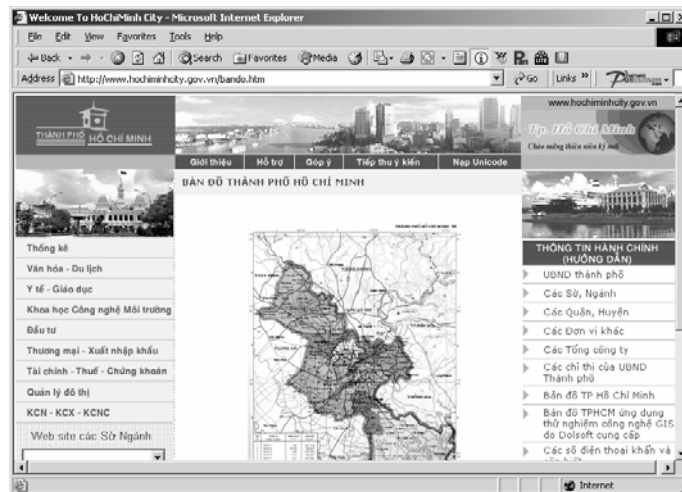 Welcome To HoChiMinh City - Microsoft Internet Explorer
File Edit View Favorites Tools Help
Back Search Favorites Media
Address http://www.hochiminhcity.gov.vn/bando.htm Go Links »
THÀNH PHỐ HỒ CHÍ MINH
www.hochiminhcity.gov.vn
Tp. Hồ Chí Minh
Chào mừng thiên niên kỷ mới
Giới thiệu Hỗ trợ Góp ý Tiếp thu ý kiến Nạp Unicode
BẢN ĐỒ THÀNH PHỐ HỒ CHÍ MINH
Thống kê
Văn hóa - Du lịch
Y tế - Giáo dục
Khoa học Công nghệ Môi trường
Đầu tư
Thương mại - Xuất nhập khẩu
Tài chính - Thuế - Chứng khoán
Quản lý đô thị
KCN - KCX - KCNC
Web site các Sở Ngành
THÔNG TIN HÀNH CHÍNH
(HƯỚNG DẪN)
UBND thành phố
Các Sở, Ngành
Các Quận, Huyện
Các Đơn vị khác
Các Tổng công ty
Các chỉ thị của UBND
Thành phố
Bản đồ TP Hồ Chí Minh
Bản đồ TPHCM ứng dụng
thử nghiệm công nghệ GIS
do Dolsoft cung cấp
Các số điện thoại khẩn và
Internet